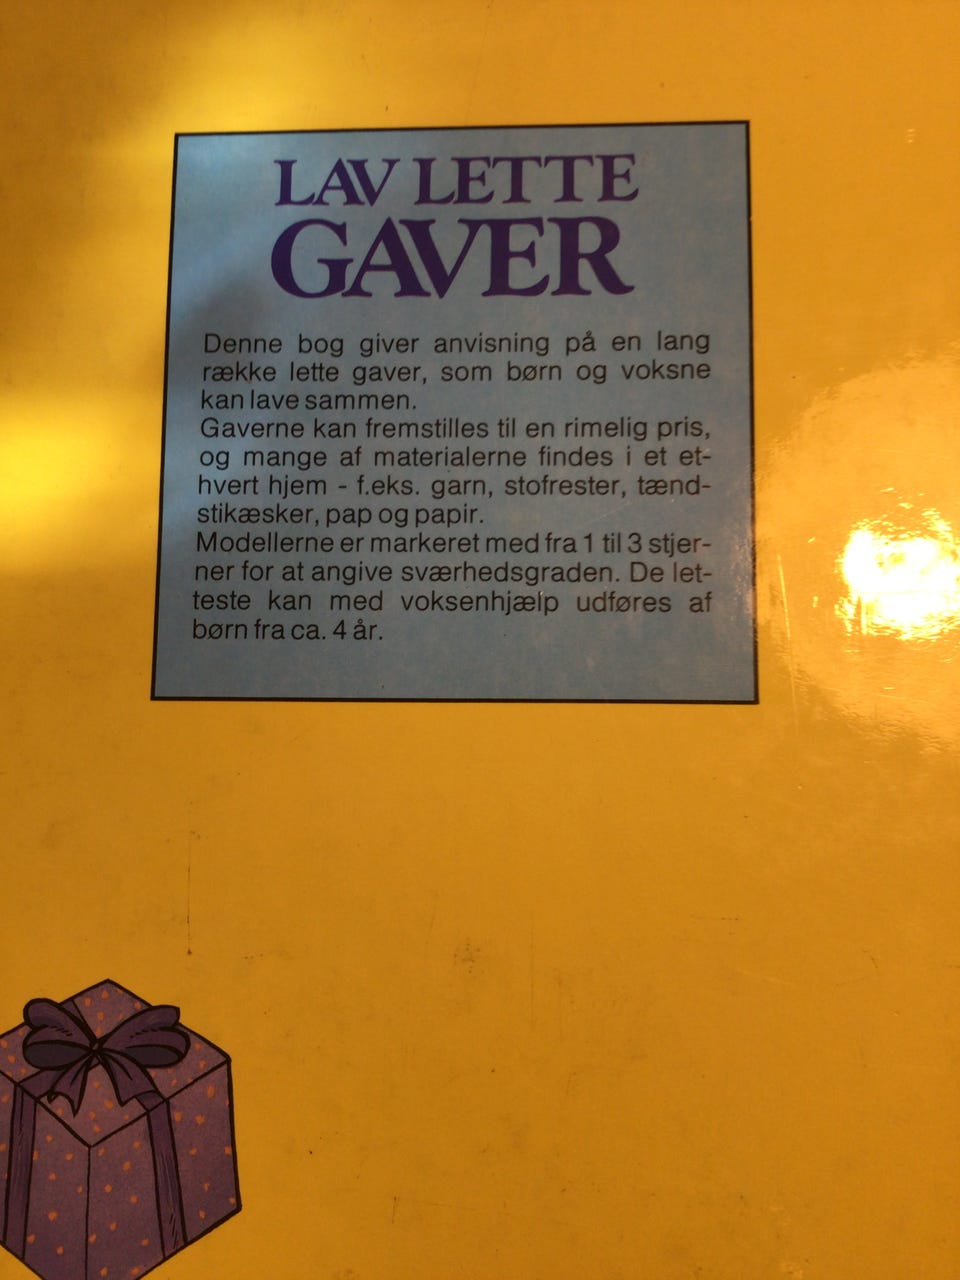 LAV LETTE
GAVER
Denne bog giver anvisning på en lang
række lette gaver, som børn og voksne
kan lave sammen.
Gaverne kan fremstilles til en rimelig pris,
og mange af materialerne findes i et et-
hvert hjem - f.eks. garn, stofrester, tænd-
stikæsker, pap og papir.
Modellerne er markeret med fra 1 til 3 stjer-
ner for at angive sværhedsgraden. De let-
teste kan med voksenhjælp udføres af
børn fra ca. 4 år.